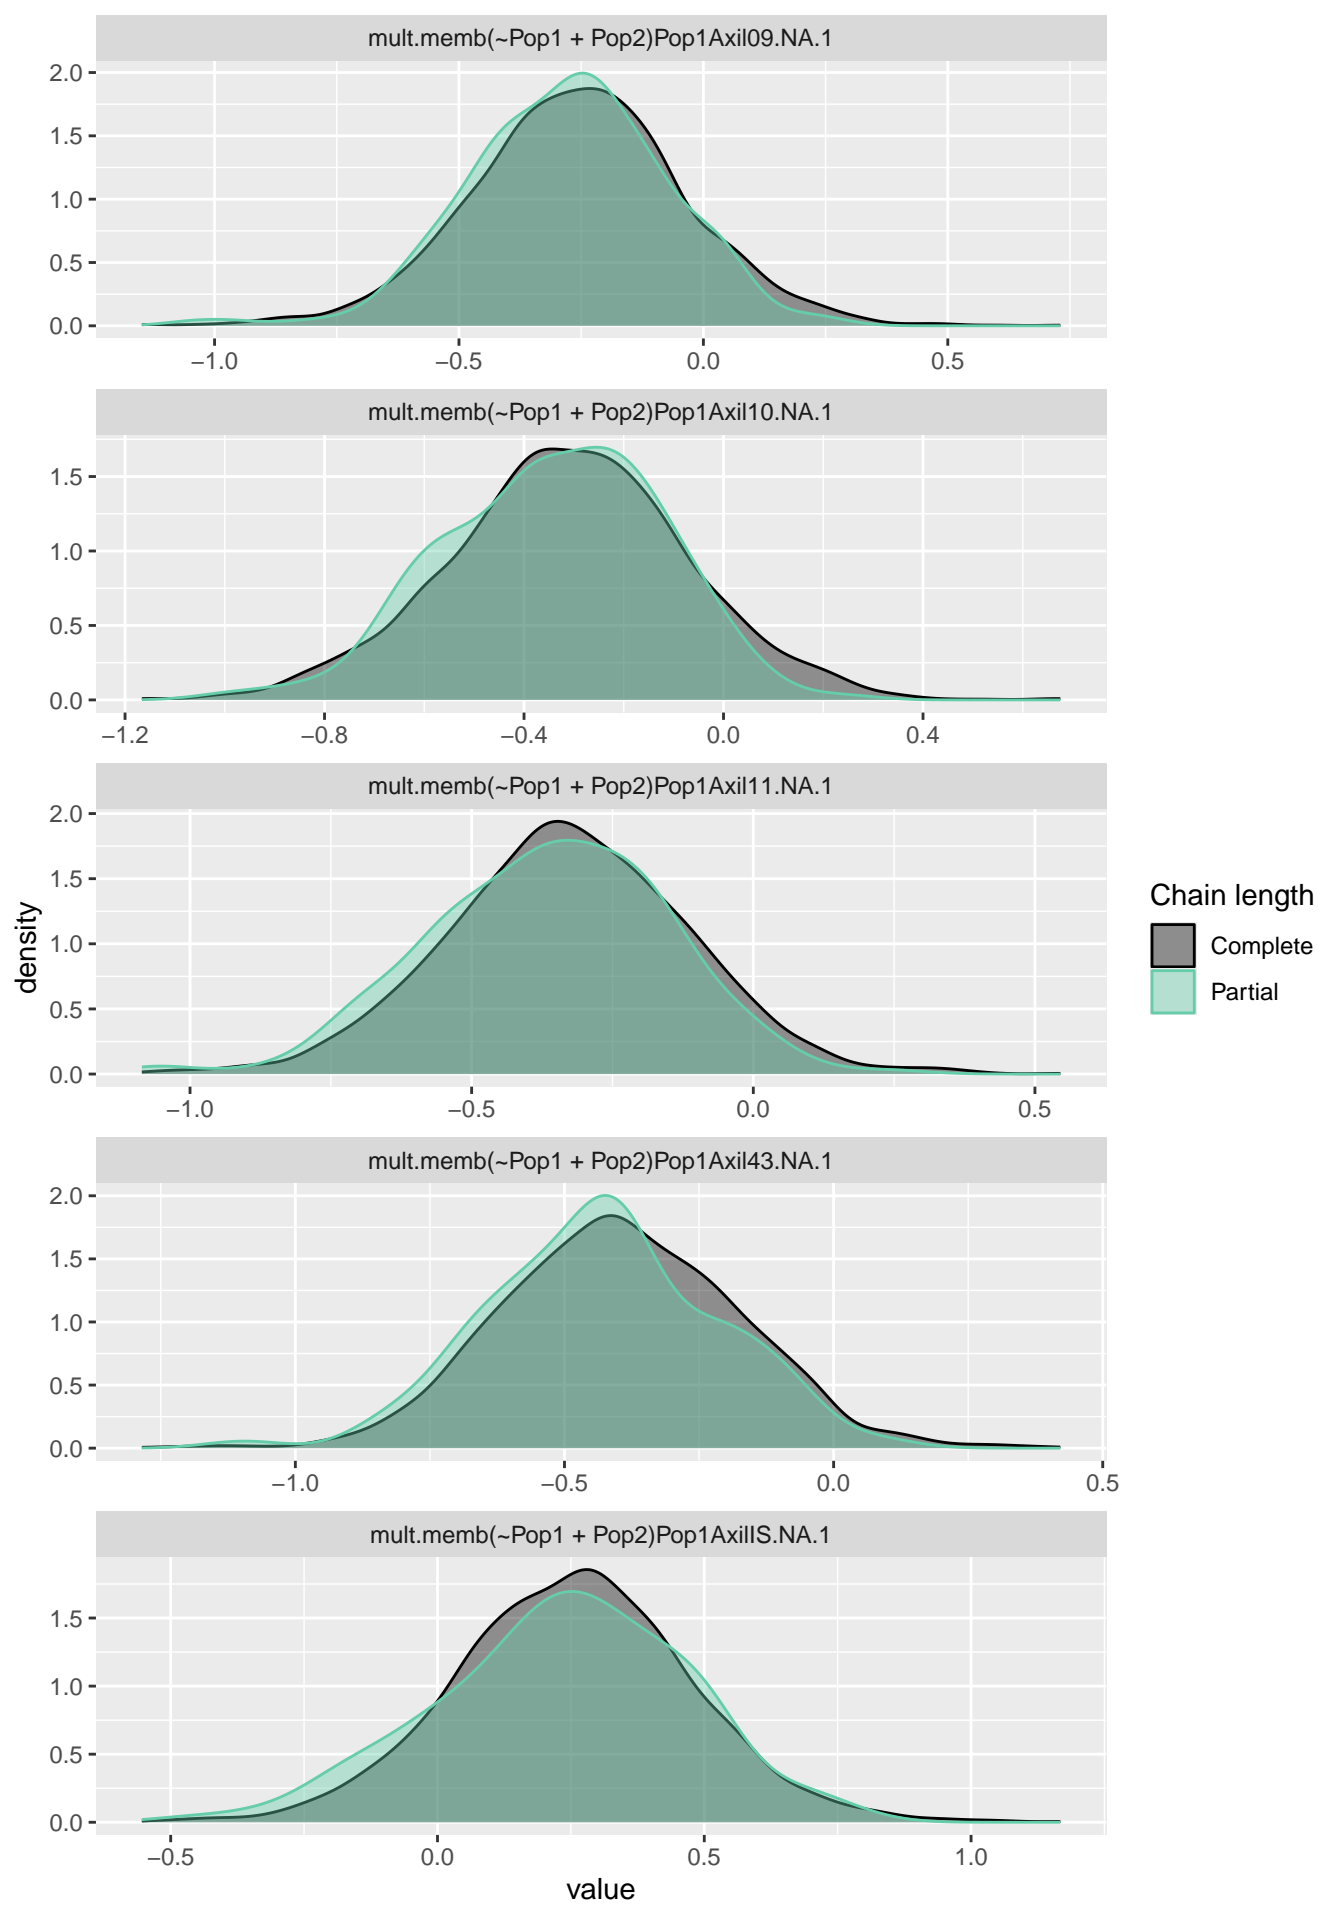 mult.memb(~Pop1 + Pop2)Pop1Axil09.NA.1
2.0
1.5
1.0
0.5
0.0
−1.0 −0.5 0.0 0.5
mult.memb(~Pop1 + Pop2)Pop1Axil10.NA.1
1.5
1.0
0.5
0.0
−1.2 −0.8 −0.4 0.0 0.4
mult.memb(~Pop1 + Pop2)Pop1Axil11.NA.1
2.0
1.5
1.0
0.5
0.0
−1.0 −0.5 0.0 0.5
density
Chain length
Complete
Partial
mult.memb(~Pop1 + Pop2)Pop1Axil43.NA.1
2.0
1.5
1.0
0.5
0.0
−1.0 −0.5 0.0 0.5
mult.memb(~Pop1 + Pop2)Pop1AxilIS.NA.1
1.5
1.0
0.5
0.0
−0.5 0.0 0.5 1.0
value